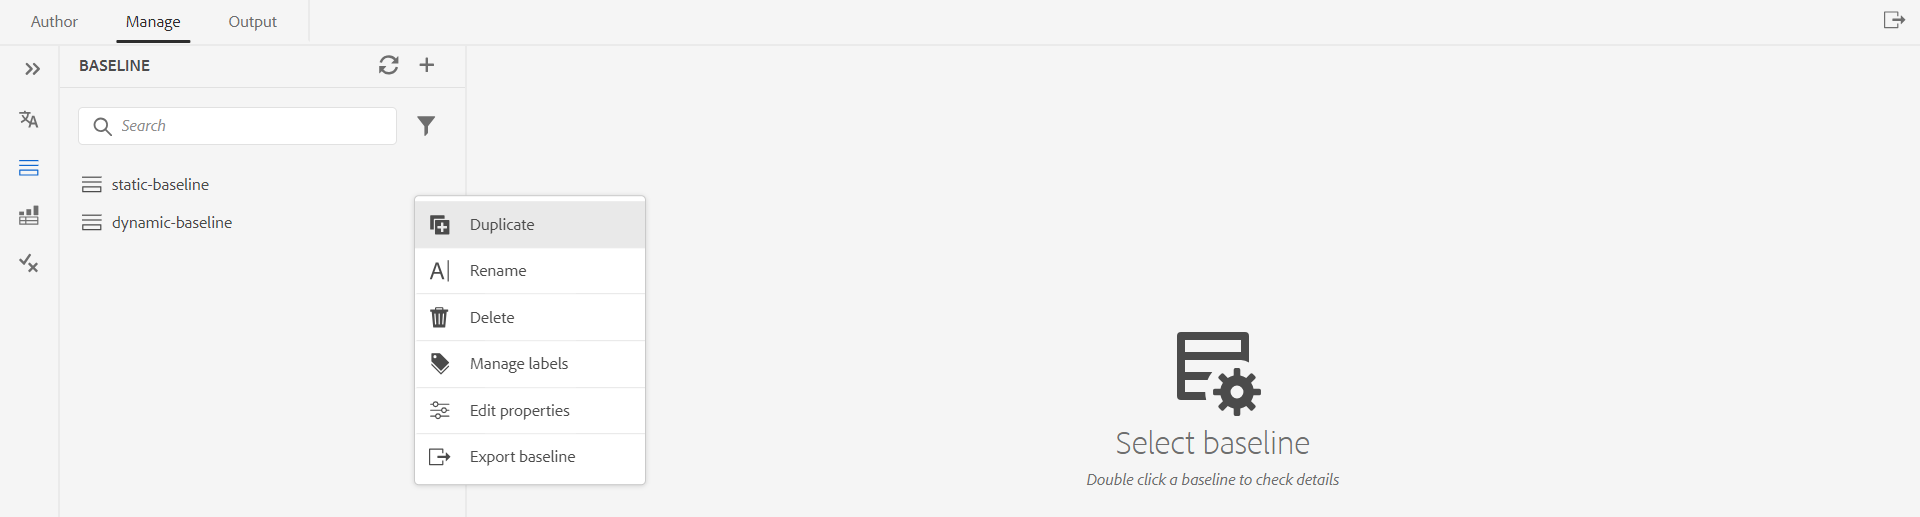 Author
Manage
Output
BASELINE
Search
static-baseline
dynamic-baseline
Duplicate
Rename
Delete
Manage labels
Edit properties
Export baseline
Select baseline
Double click a baseline to check details